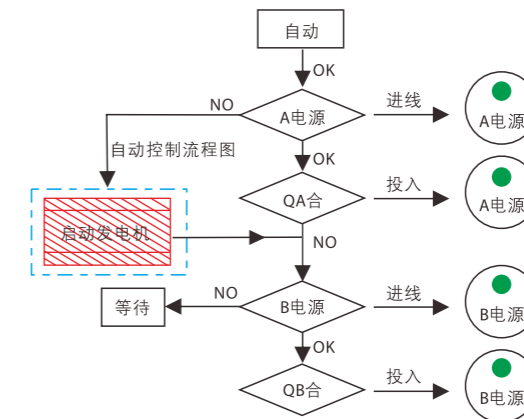 自动
OK
NO
A电源
进线
A电源
自动控制流程图
OK
QA合
投入
A电源
启动发电机
NO
等待
NO
B电源
进线
B电源
OK
QB合
投入
B电源